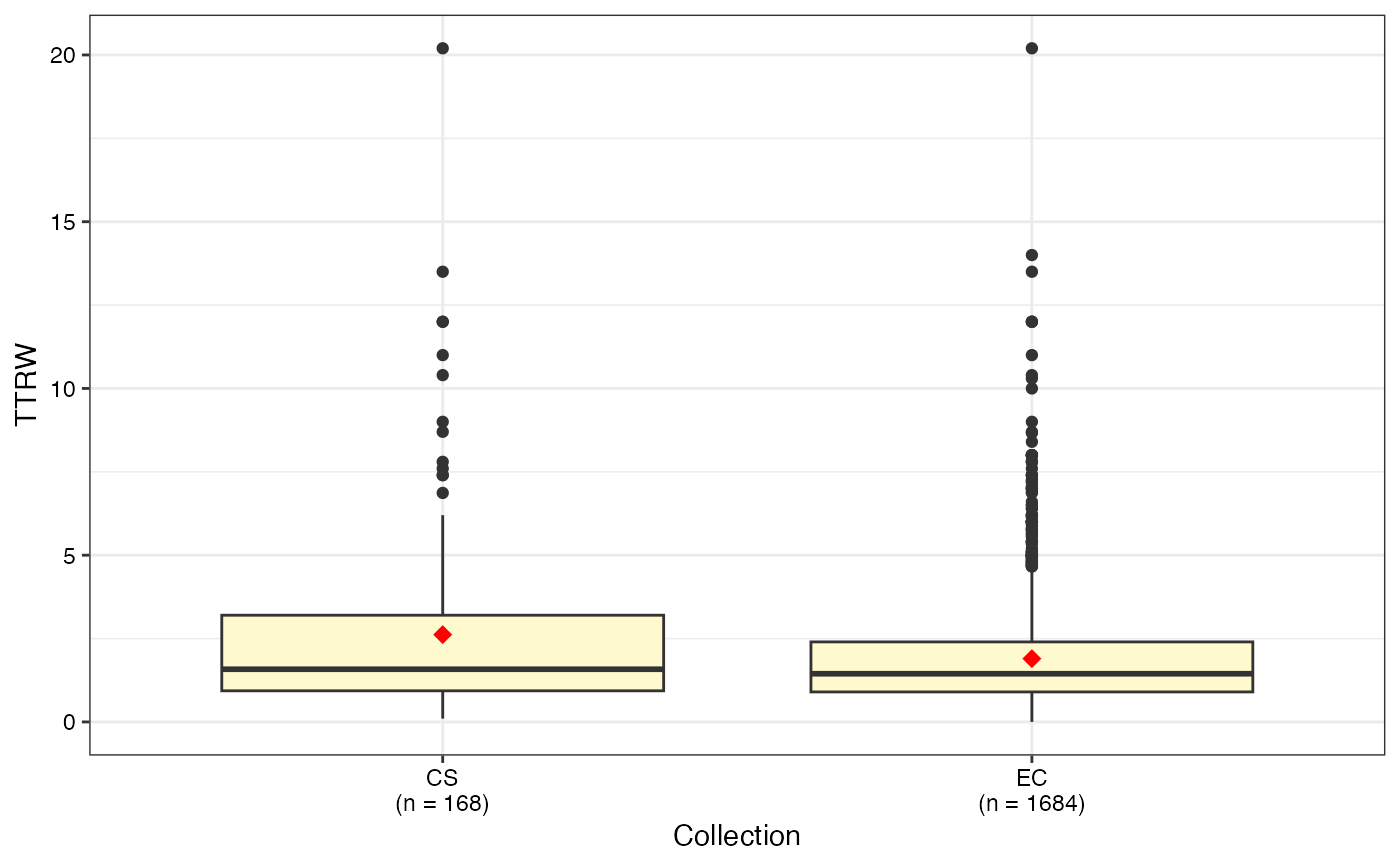 TTRW
20
15
10
5
0
CS
(n = 168)
EC
(n = 1684)
Collection